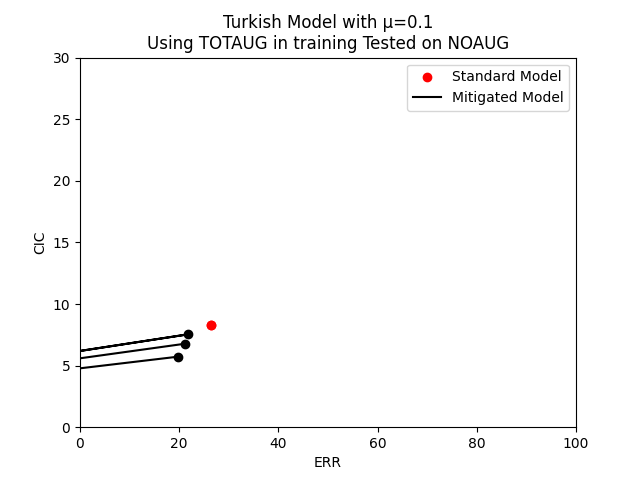 Turkish Model with μ=0.1
Using TOTAUG in training Tested on NOAUG
Standard Model
Mitigated Model
30
25
20
15
10
5
0
CIC
0 20 40 60 80 100
ERR